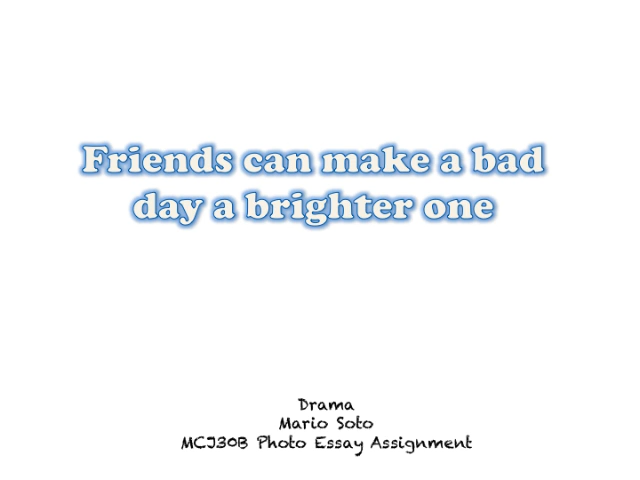 Friends can make a bad
day a brighter one
Drama
Mario Soto
MCJ30B Photo Essay Assignment